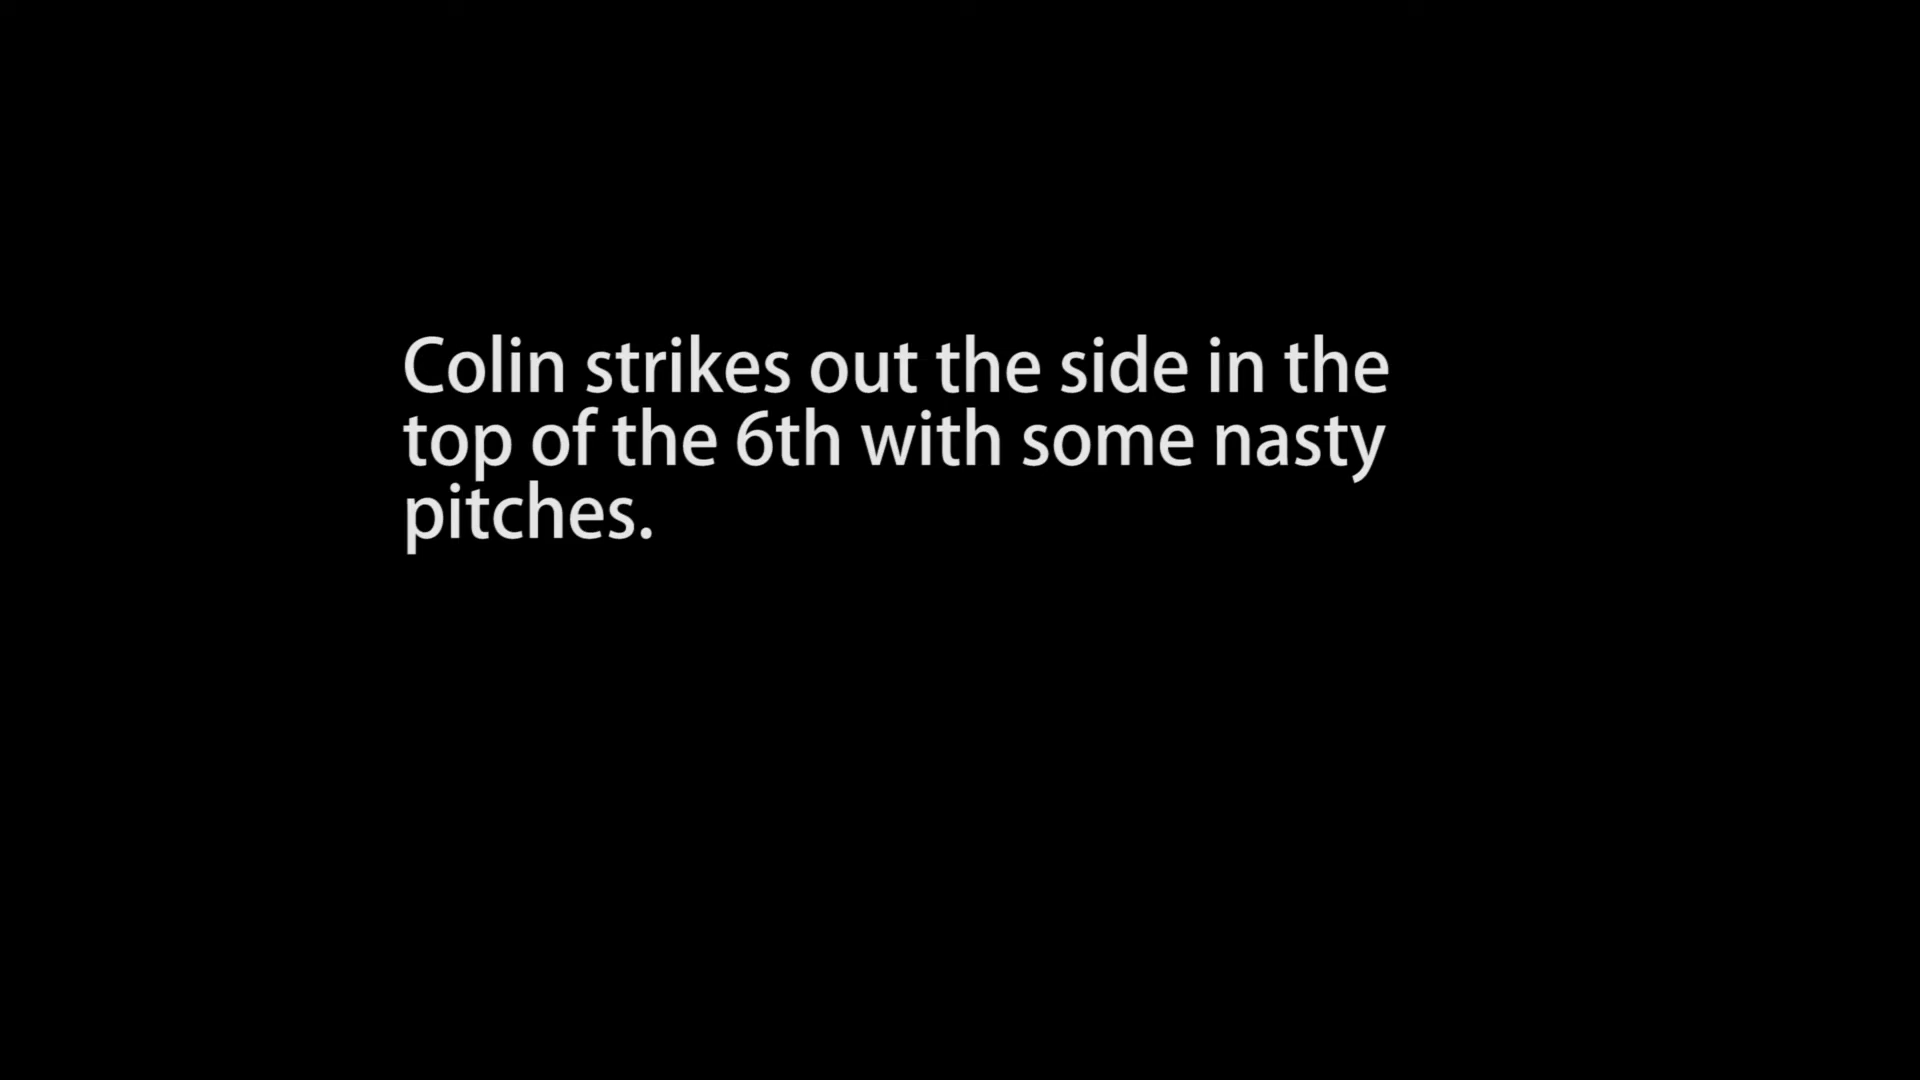 Colin strikes out the side in the
top of the 6th with some nasty
pitches.